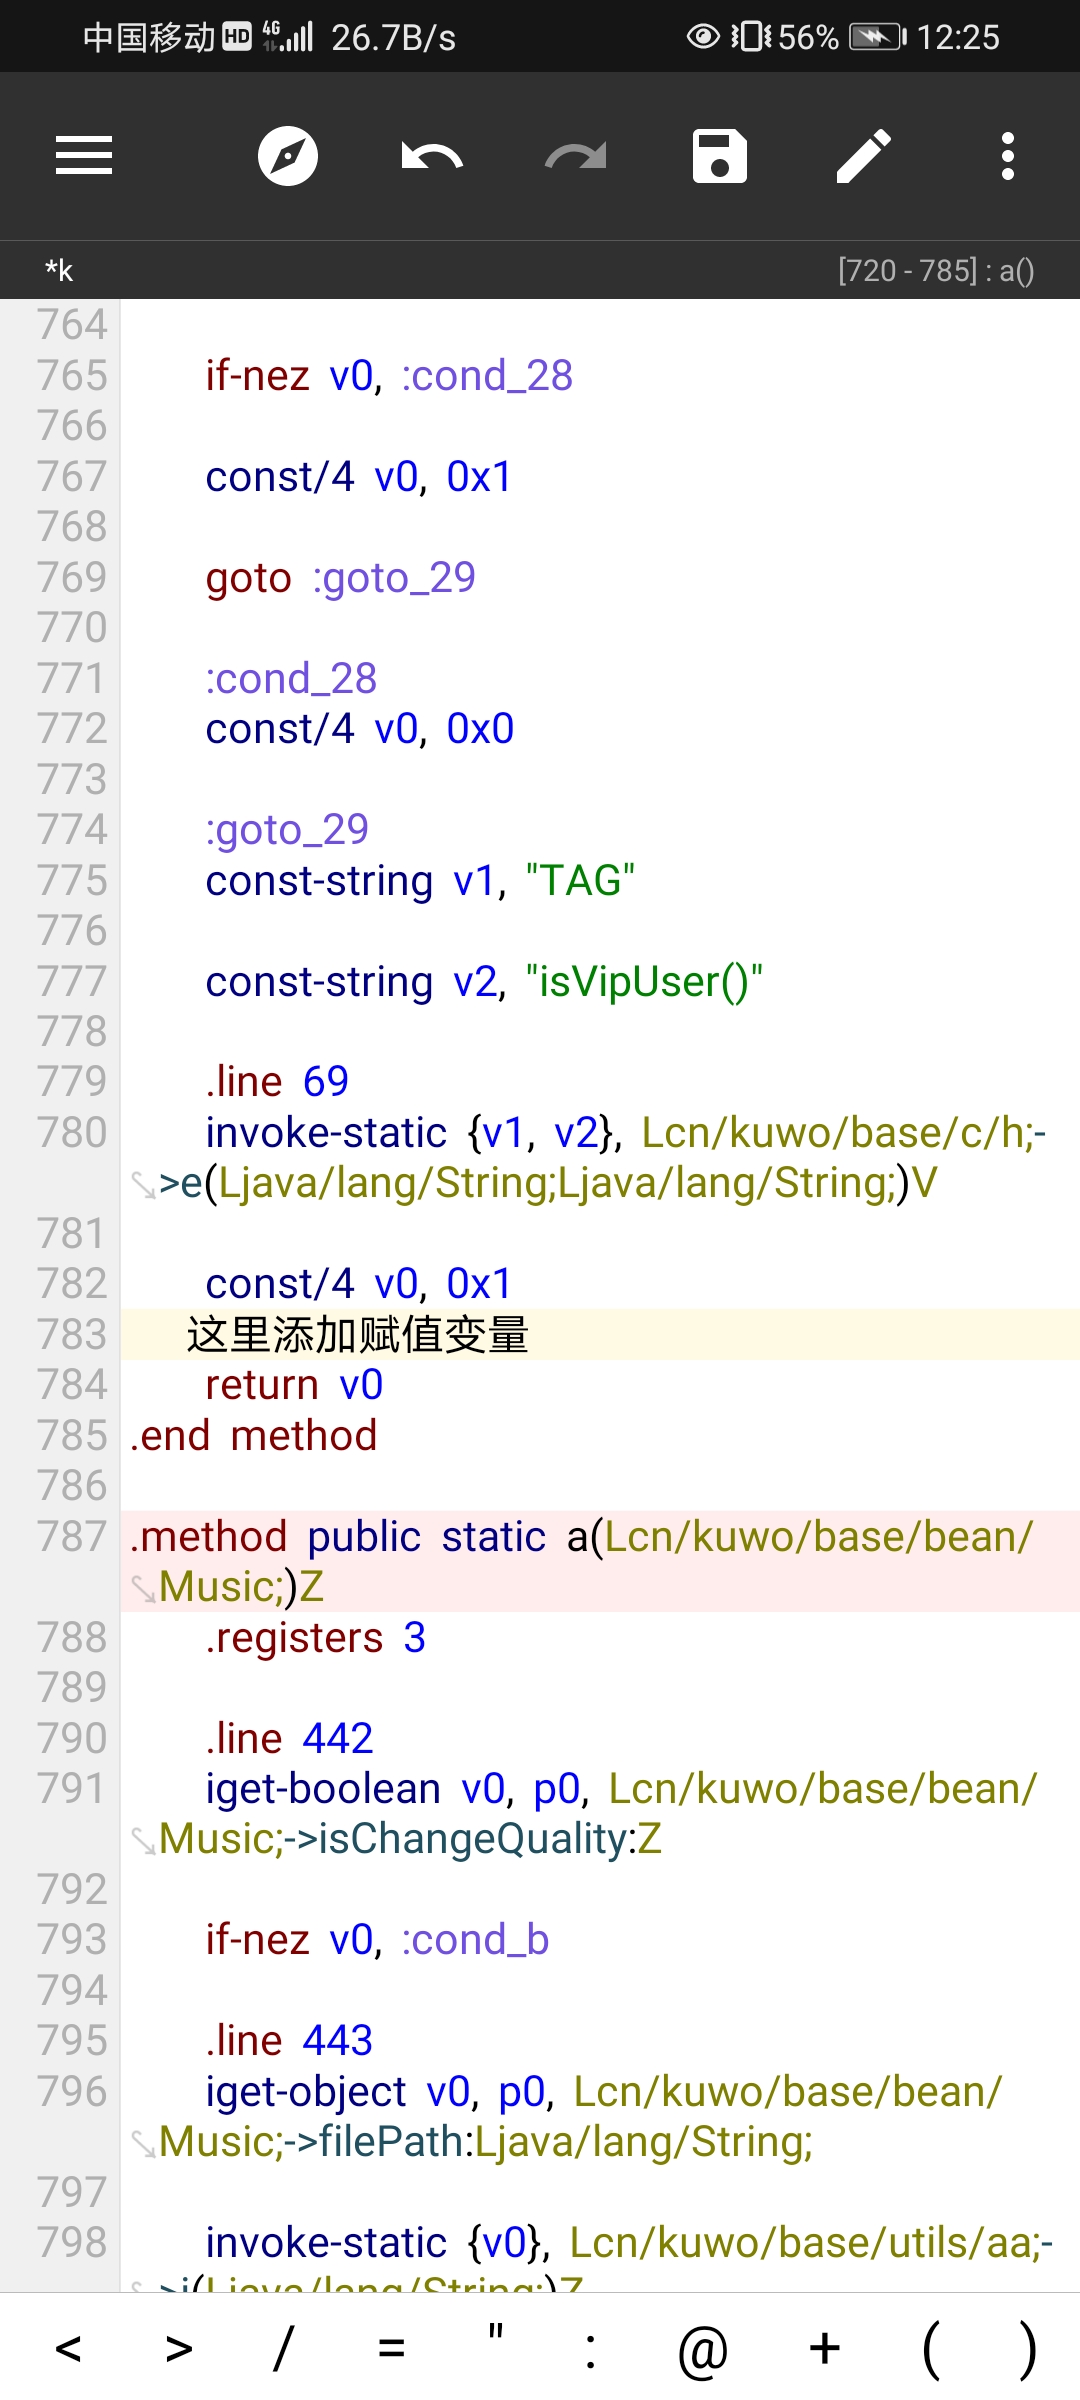 中国移动 HD 4G 26.7B/s 56% 12:25
*k [720 - 785] : a()
764
765 if-nez v0, :cond_28
766
767 const/4 v0, 0x1
768
769 goto :goto_29
770
771 :cond_28
772 const/4 v0, 0x0
773
774 :goto_29
775 const-string v1, "TAG"
776
777 const-string v2, "isVipUser()"
778
779 .line 69
780 invoke-static {v1, v2}, Lcn/kuwo/base/c/h;-
>e(Ljava/lang/String;Ljava/lang/String;)V
781
782 const/4 v0, 0x1
783 这里添加赋值变量
784 return v0
785 .end method
786
787 .method public static a(Lcn/kuwo/base/bean/
Music;)Z
788 .registers 3
789
790 .line 442
791 iget-boolean v0, p0, Lcn/kuwo/base/bean/
Music;->isChangeQuality:Z
792
793 if-nez v0, :cond_b
794
795 .line 443
796 iget-object v0, p0, Lcn/kuwo/base/bean/
Music;->filePath:Ljava/lang/String;
797
798 invoke-static {v0}, Lcn/kuwo/base/utils/aa;-
>i(Ljava/lang/String;)Z
< > / = " : @ + ( )